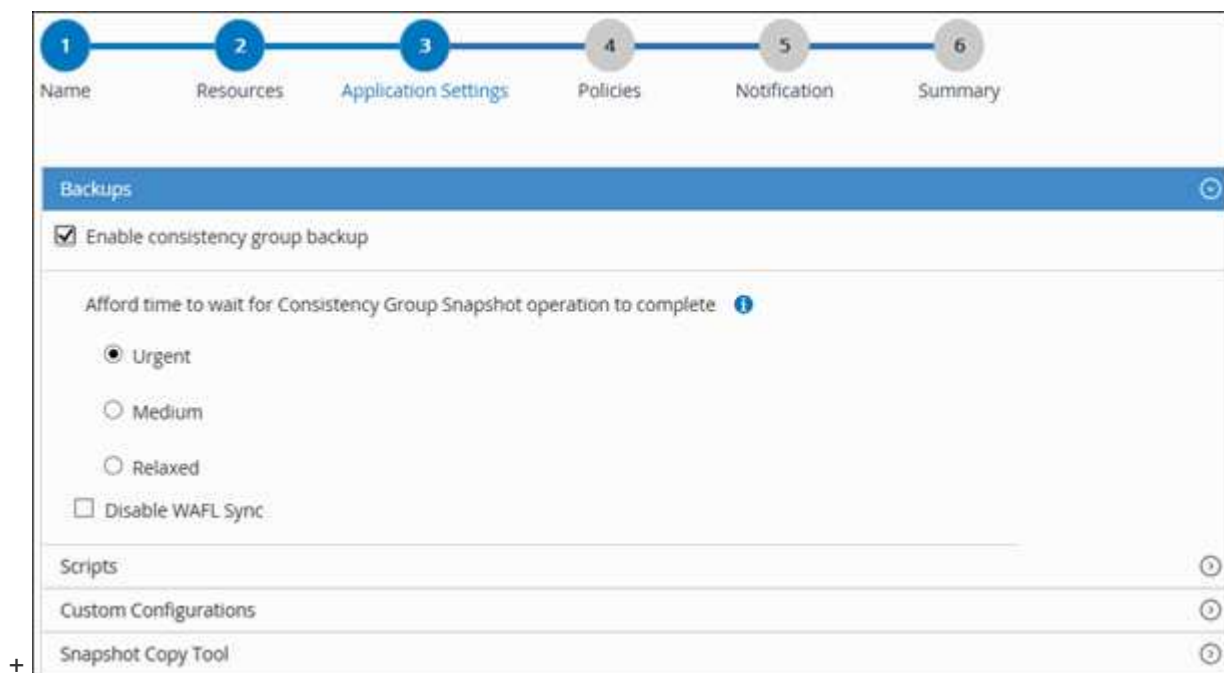 1 2 3 4 5 6
Name Resources Application Settings Policies Notification Summary
Backups
Enable consistency group backup
Afford time to wait for Consistency Group Snapshot operation to complete
Urgent
Medium
Relaxed
Disable WAFL Sync
Scripts
Custom Configurations
Snapshot Copy Tool
+